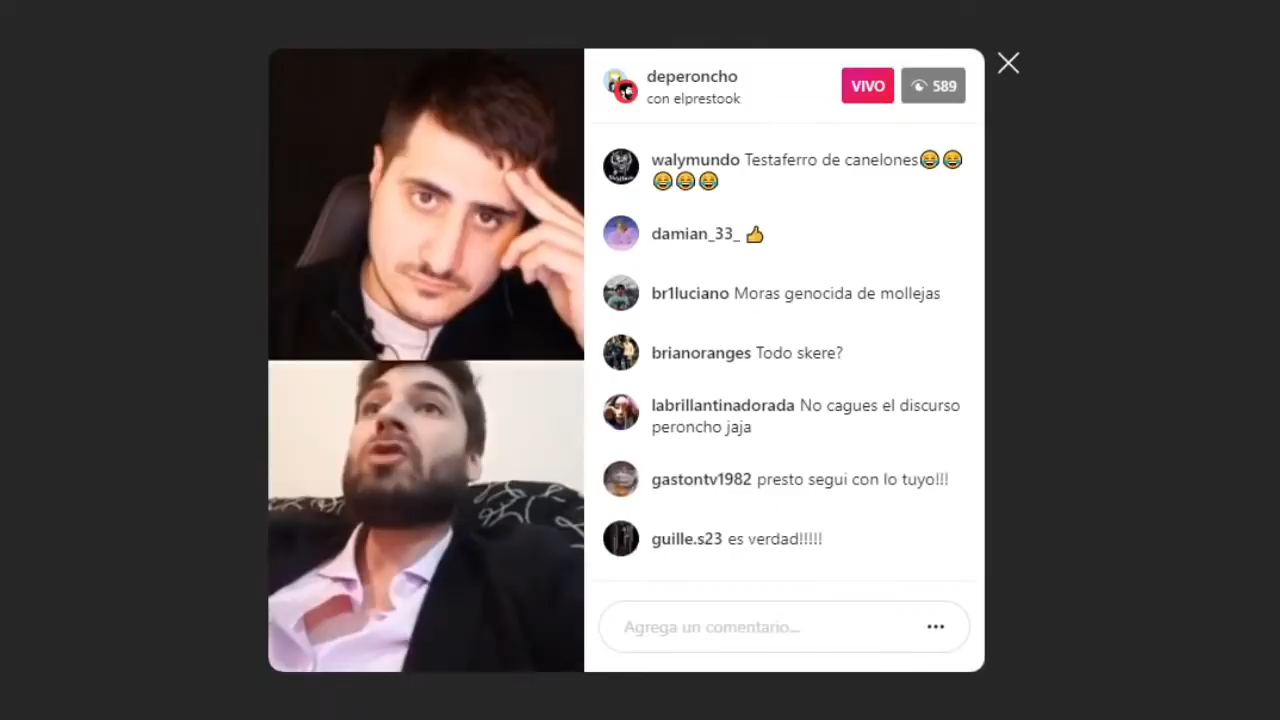 deperoncho
con elprestook
VIVO
589
walymundo Testaferro de canelones😂😂
😂😂😂
damian_33_ 👍
br1luciano Moras genocida de mollejas
brianoranges Todo skere?
labrillantinadorada No cagues el discurso
peroncho jaja
gastontv1982 presto segui con lo tuyo!!!
guille.s23 es verdad!!!!!
Agrega un comentario...